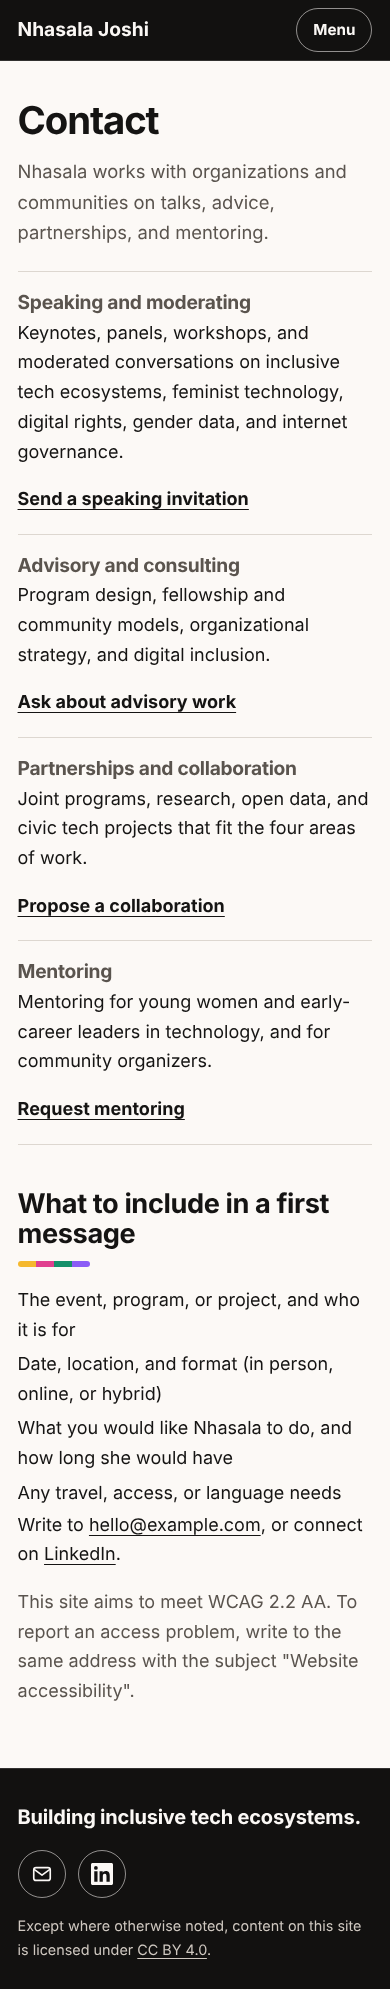 Nhasala Joshi
Menu
Contact
Nhasala works with organizations and
communities on talks, advice,
partnerships, and mentoring.
Speaking and moderating
Keynotes, panels, workshops, and
moderated conversations on inclusive
tech ecosystems, feminist technology,
digital rights, gender data, and internet
governance.
Send a speaking invitation
Advisory and consulting
Program design, fellowship and
community models, organizational
strategy, and digital inclusion.
Ask about advisory work
Partnerships and collaboration
Joint programs, research, open data, and
civic tech projects that fit the four areas
of work.
Propose a collaboration
Mentoring
Mentoring for young women and early-
career leaders in technology, and for
community organizers.
Request mentoring
What to include in a first
message
The event, program, or project, and who
it is for
Date, location, and format (in person,
online, or hybrid)
What you would like Nhasala to do, and
how long she would have
Any travel, access, or language needs
Write to hello@example.com, or connect
on LinkedIn.
This site aims to meet WCAG 2.2 AA. To
report an access problem, write to the
same address with the subject "Website
accessibility".
Building inclusive tech ecosystems.
in
Except where otherwise noted, content on this site
is licensed under CC BY 4.0.